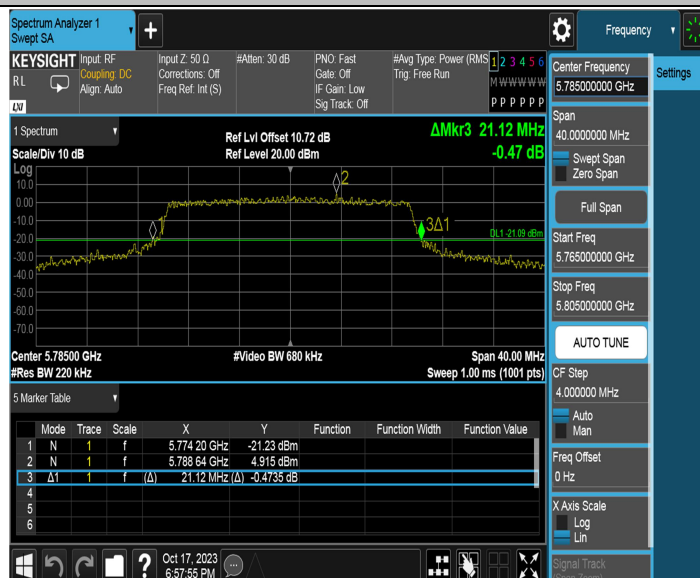 Spectrum Analyzer 1
Swept SA
Frequency
KEYSIGHT
RL
LXI
Input: RF
Coupling: DC
Align: Auto
Input Z: 50 Ω
Corrections: Off
Freq Ref: Int (S)
#Atten: 30 dB
PNO: Fast
Gate: Off
IF Gain: Low
Sig Track: Off
#Avg Type: Power (RMS
Trig: Free Run
1 2 3 4 5 6
M W W W W W
P P P P P P
1 Spectrum
Scale/Div 10 dB
Ref Lvl Offset 10.72 dB
Ref Level 20.00 dBm
ΔMkr3 21.12 MHz
-0.47 dB
Log
10.0
0.00
-10.0
-20.0
-30.0
-40.0
-50.0
-60.0
-70.0
1
2
3Δ1
DL1 -21.09 dBm
Center 5.78500 GHz
#Res BW 220 kHz
#Video BW 680 kHz
Span 40.00 MHz
Sweep 1.00 ms (1001 pts)
5 Marker Table
Mode Trace Scale X Y Function Function Width Function Value
1 N 1 f 5.774 20 GHz -21.23 dBm
2 N 1 f 5.788 64 GHz 4.915 dBm
3 Δ1 1 f (Δ) 21.12 MHz (Δ) -0.4735 dB
4
5
6
Oct 17, 2023
6:57:55 PM
Center Frequency
5.785000000 GHz
Settings
Span
40.0000000 MHz
Swept Span
Zero Span
Full Span
Start Freq
5.765000000 GHz
Stop Freq
5.805000000 GHz
AUTO TUNE
CF Step
4.000000 MHz
Auto
Man
Freq Offset
0 Hz
X Axis Scale
Log
Lin
Signal Track